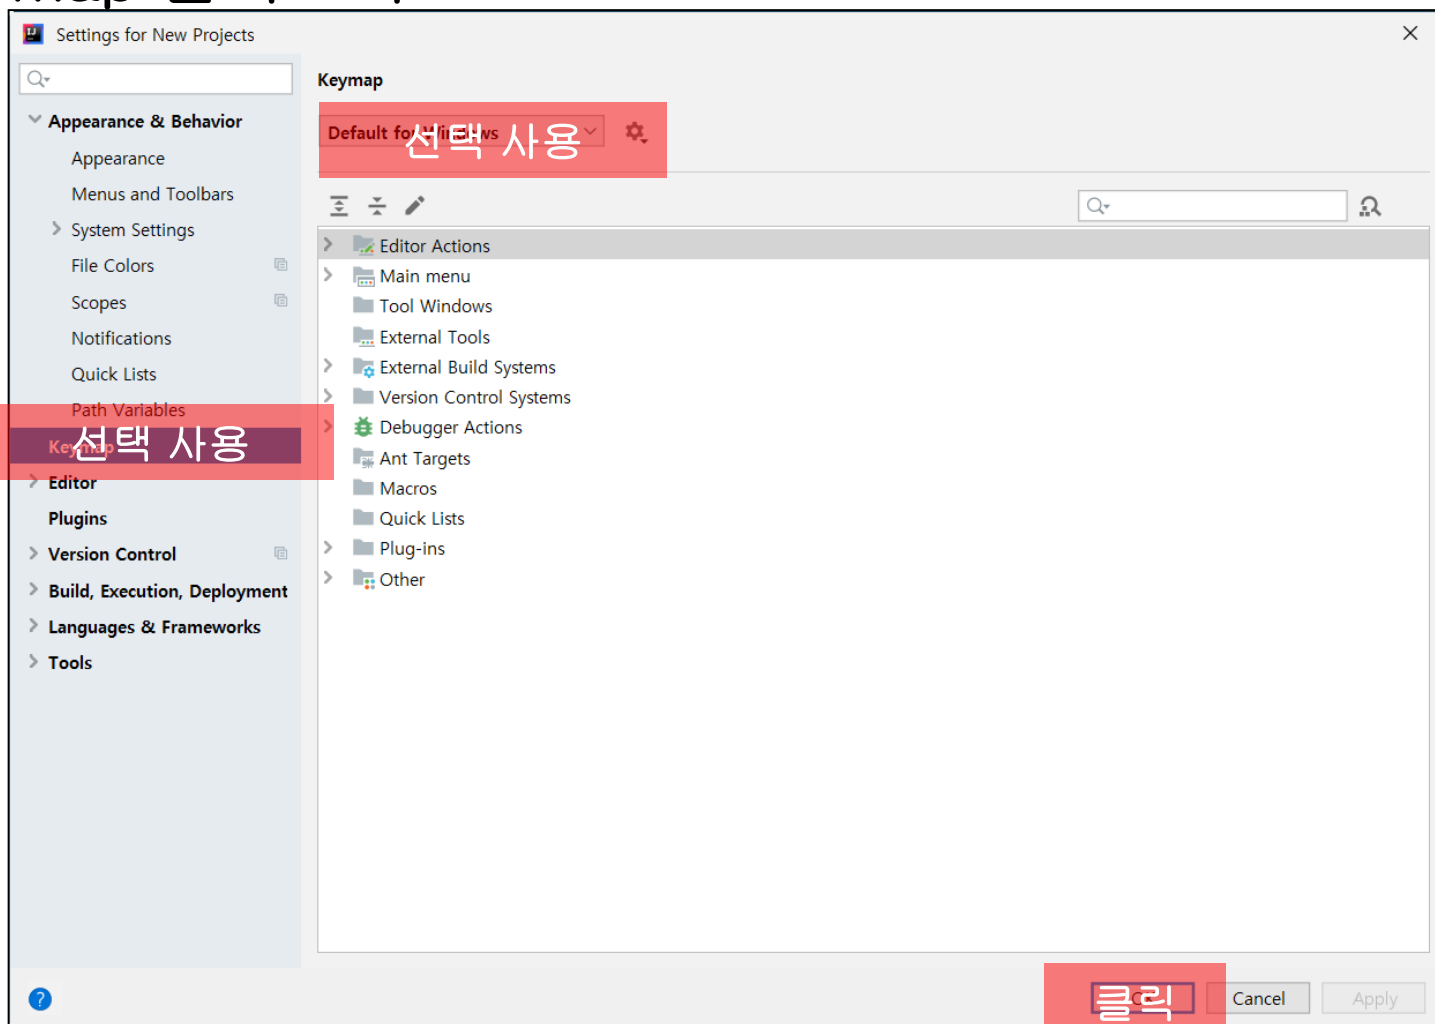 Settings for New Projects
Keymap
Appearance & Behavior
Default for Windows
선택 사용
Appearance
Menus and Toolbars
System Settings
File Colors
Scopes
Notifications
Quick Lists
Path Variables
Keymap
선택 사용
Editor
Plugins
Version Control
Build, Execution, Deployment
Languages & Frameworks
Tools
Editor Actions
Main menu
Tool Windows
External Tools
External Build Systems
Version Control Systems
Debugger Actions
Ant Targets
Macros
Quick Lists
Plug-ins
Other
OK
클릭
Cancel
Apply